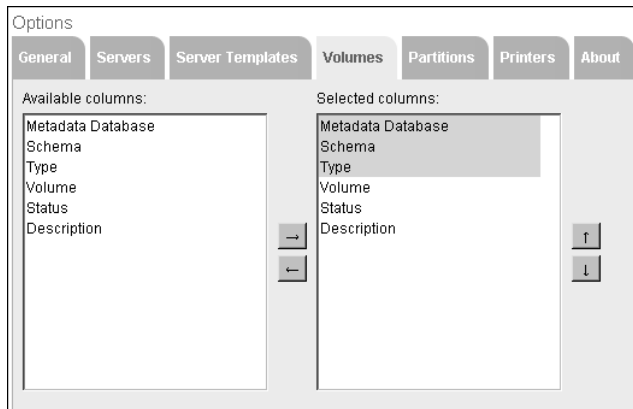 Options
General Servers Server Templates Volumes Partitions Printers About
Available columns: Selected columns:
Metadata Database Metadata Database
Schema Schema
Type Type
Volume Volume
Status Status
Description Description
→ ↑
← ↓